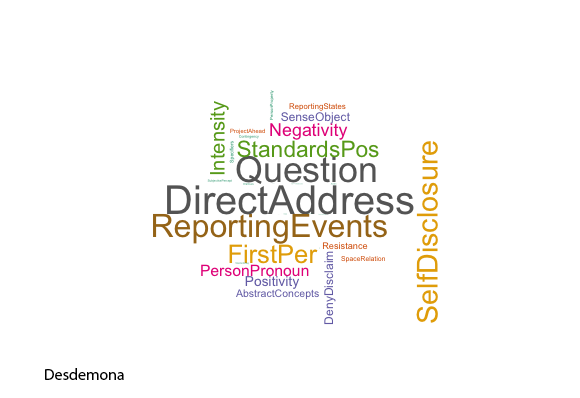 PersonProperty
ReportingStates
SenseObject
Intensity
ProjectAhead
Negativity
Contingency
Specifiers
StandardsPos
Question
DirectAddress
ReportingEvents
SelfDisclosure
FirstPer
Resistance
SpaceRelation
PersonPronoun
DenyDisclaim
Positivity
AbstractConcepts
Desdemona